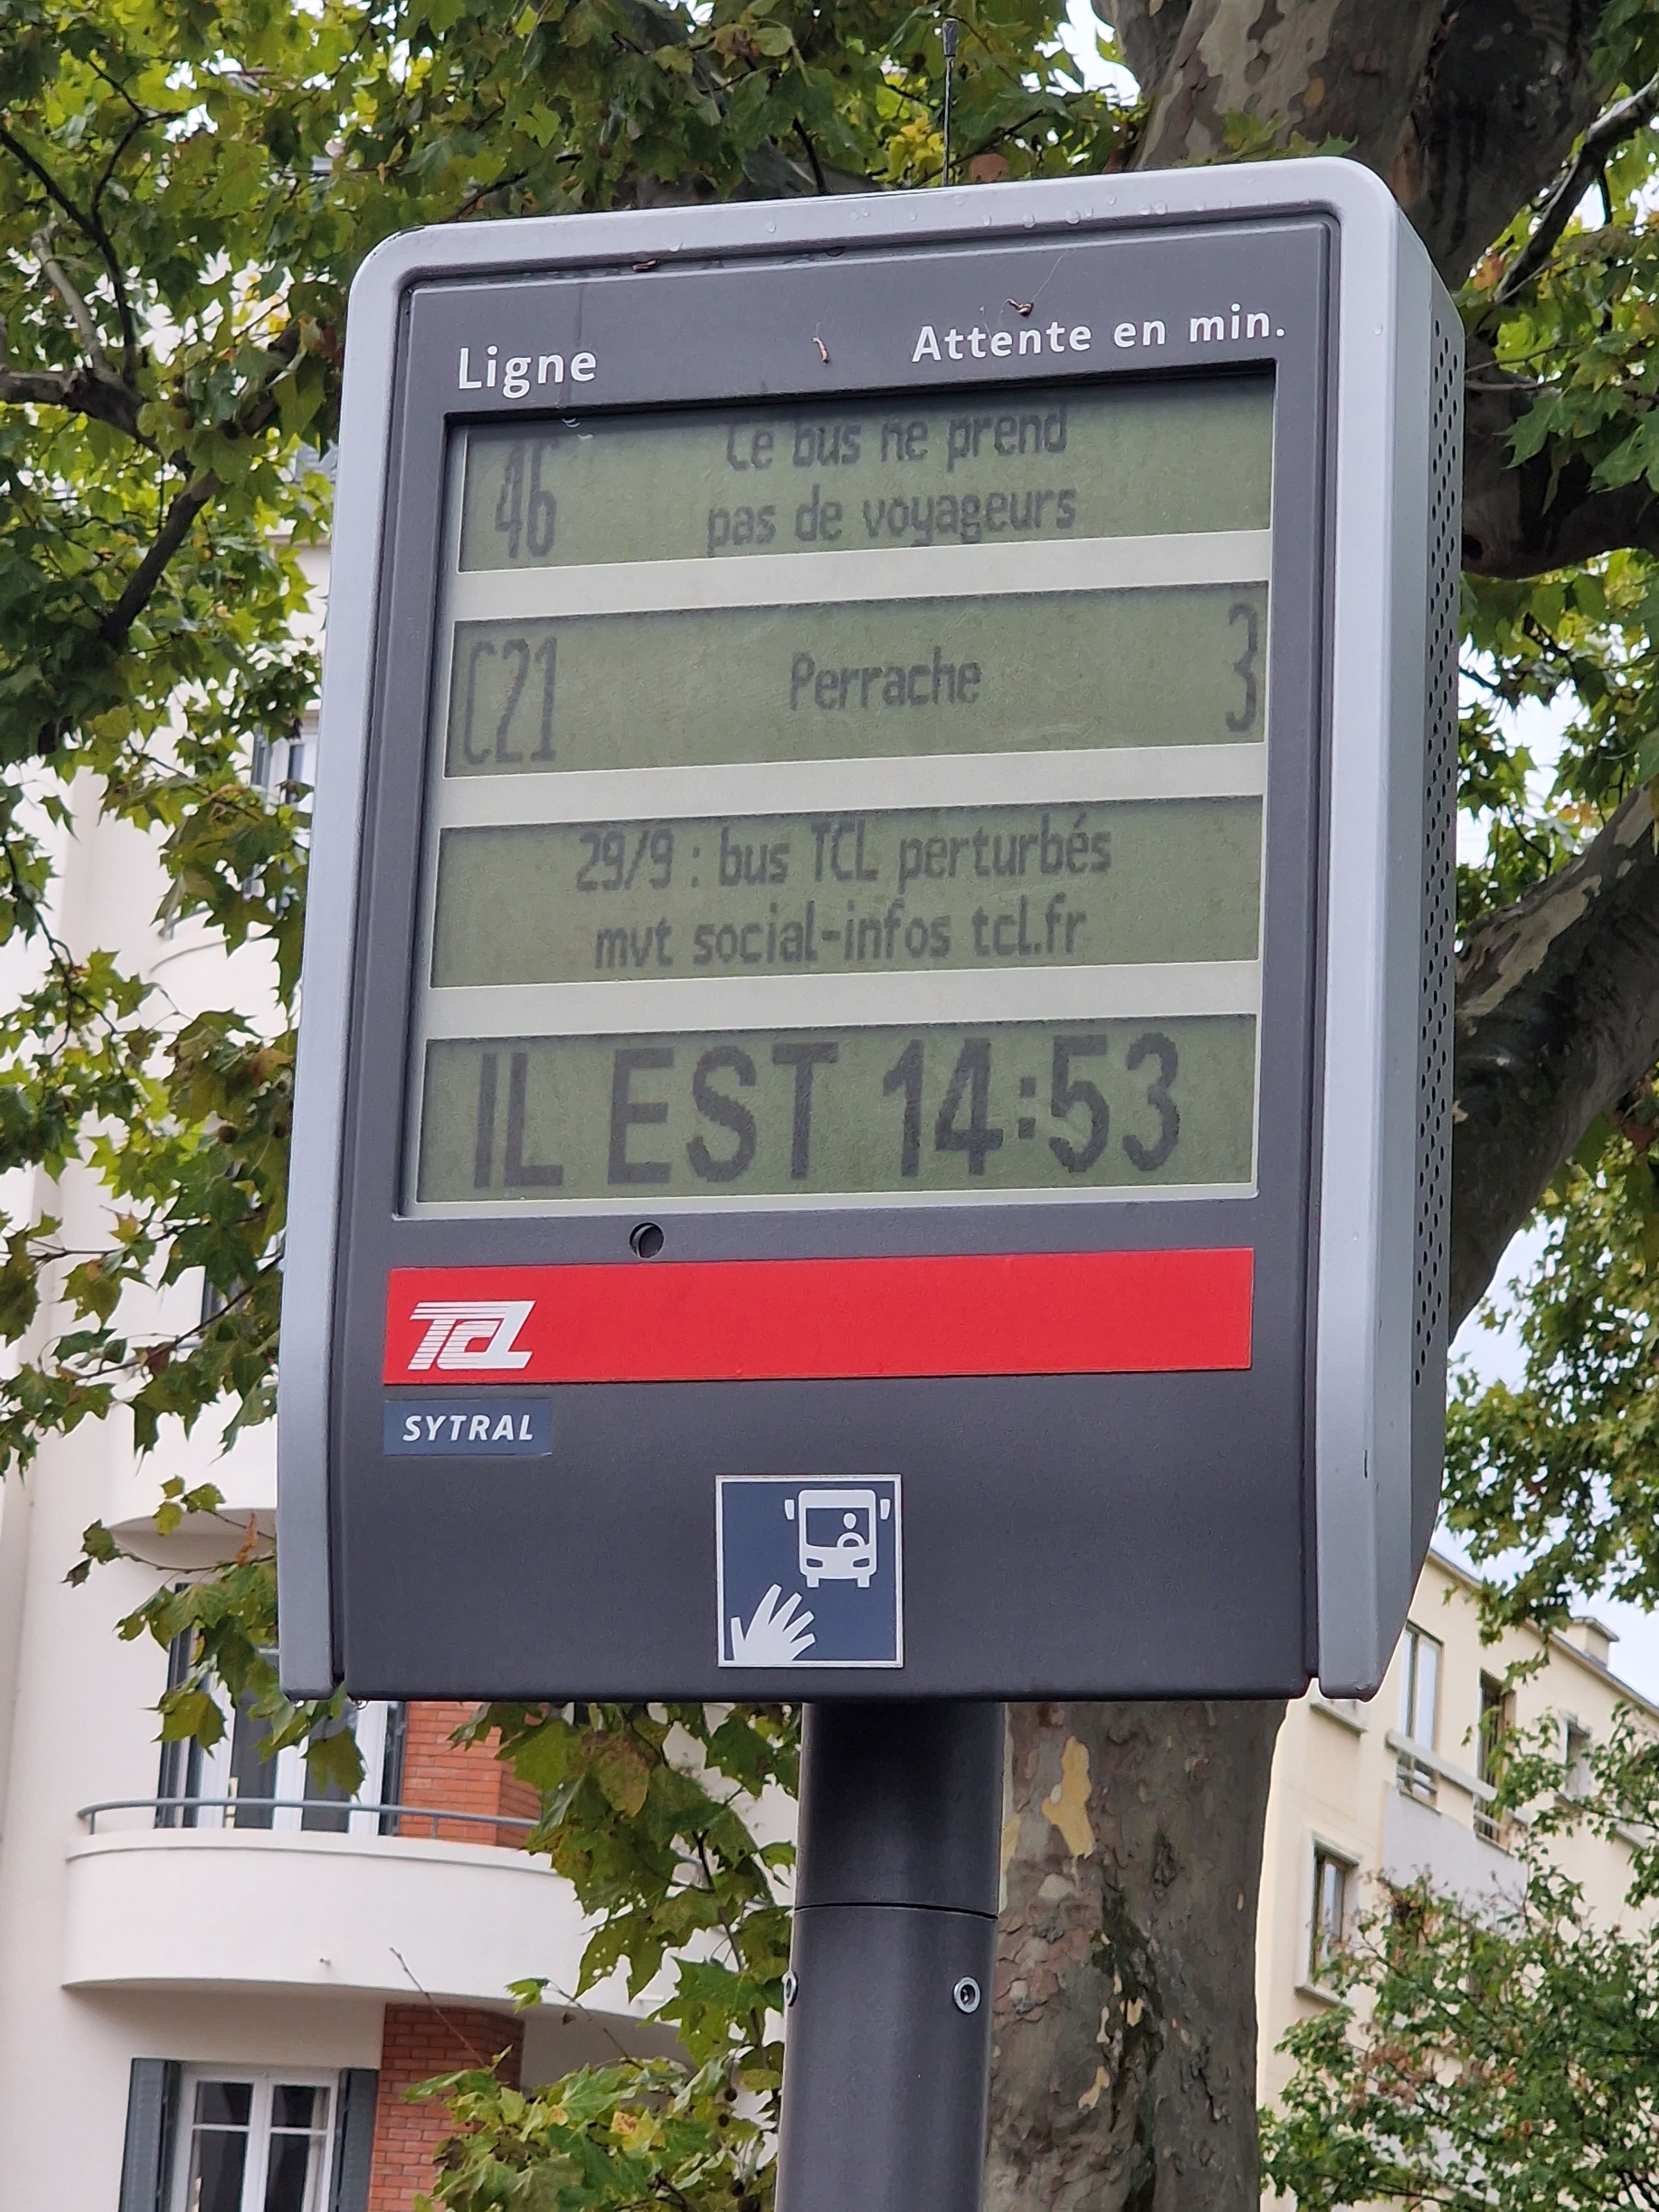 Ligne Attente en min.
46 Ce bus ne prend
pas de voyageurs
C21 Perrache 3
29/9 : bus TCL perturbés
mvt social-infos tcl.fr
IL EST 14:53
TCL
SYTRAL